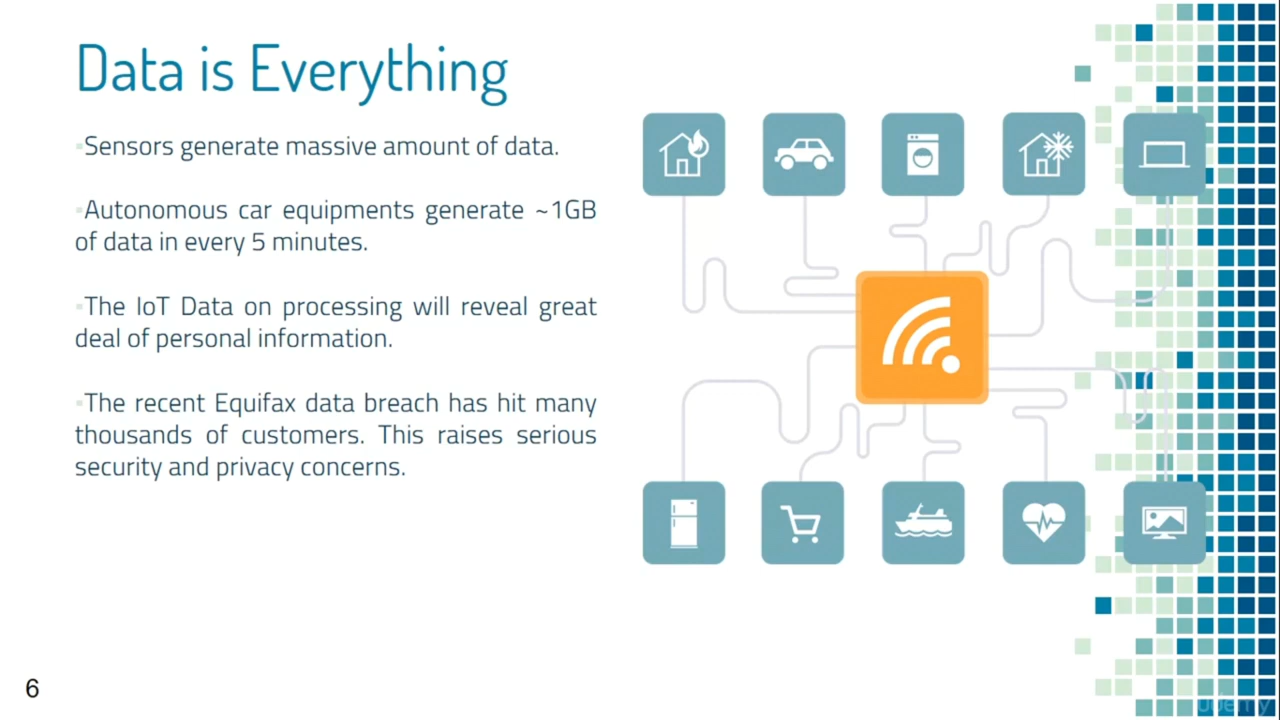 Data is Everything
▪Sensors generate massive amount of data.
▪Autonomous car equipments generate ~1GB
of data in every 5 minutes.
▪The IoT Data on processing will reveal great
deal of personal information.
▪The recent Equifax data breach has hit many
thousands of customers. This raises serious
security and privacy concerns.
6
udemy